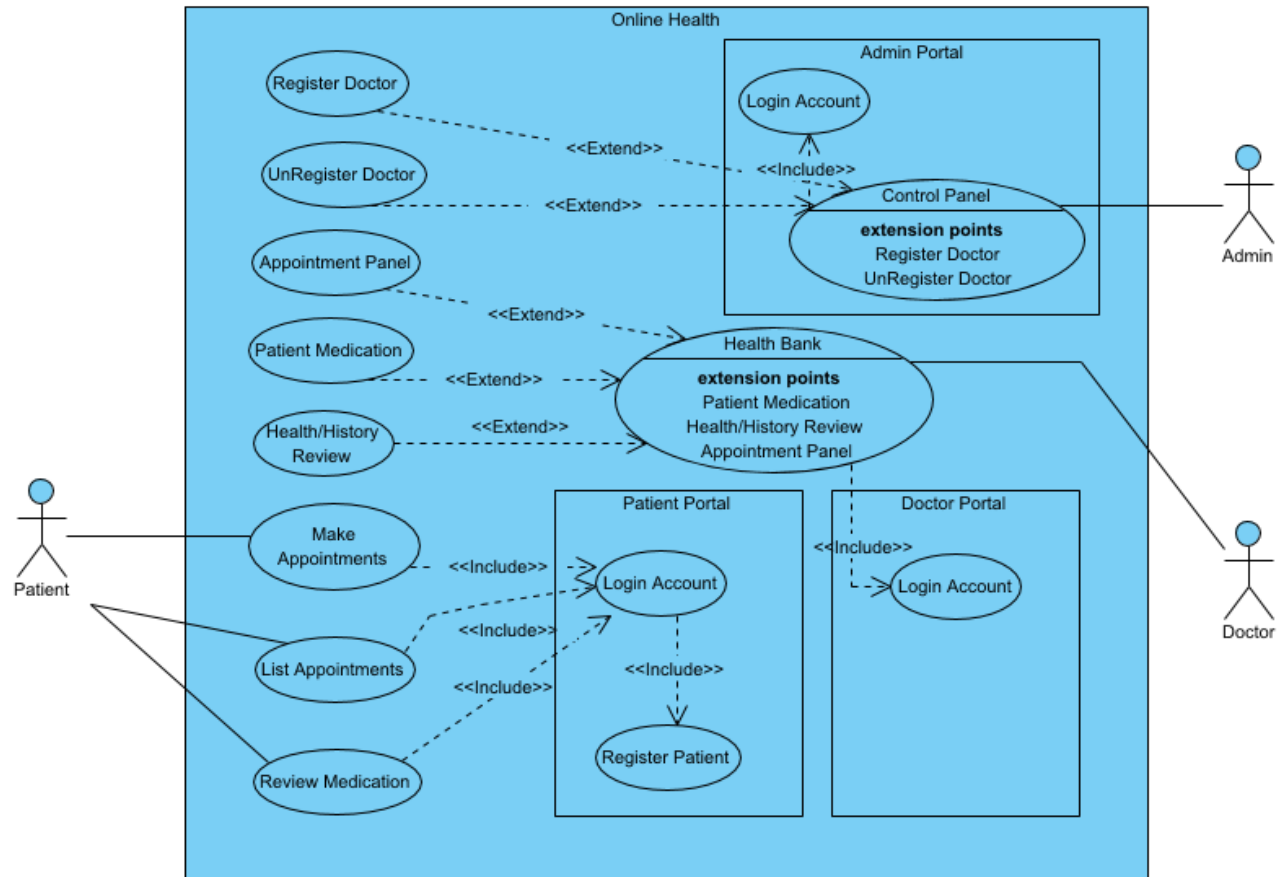 Online Health
Admin Portal
Register Doctor
Login Account
<<Extend>>
<<Include>>
UnRegister Doctor
<<Extend>>
Control Panel
extension points
Register Doctor
UnRegister Doctor
Admin
Appointment Panel
<<Extend>>
Patient Medication
<<Extend>>
Health Bank
extension points
Patient Medication
Health/History Review
Appointment Panel
Health/History
Review
<<Extend>>
Patient Portal
Doctor Portal
Make
Appointments
<<Include>>
Login Account
<<Include>>
Login Account
Patient
Doctor
List Appointments
<<Include>>
<<Include>>
<<Include>>
Review Medication
Register Patient